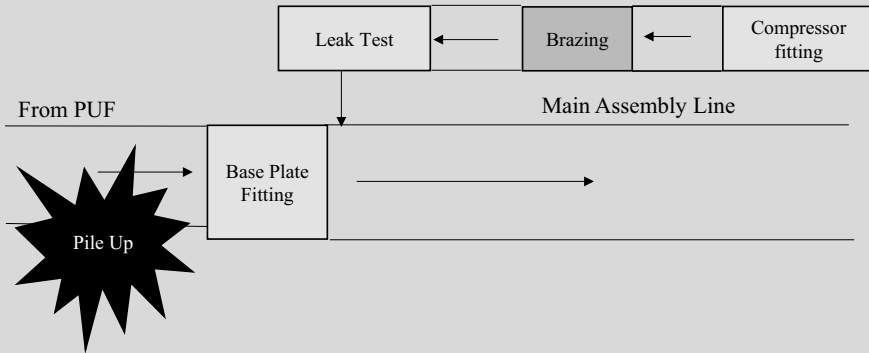 Leak Test
Brazing
Compressor
fitting
From PUF
Main Assembly Line
Base Plate
Fitting
Pile Up